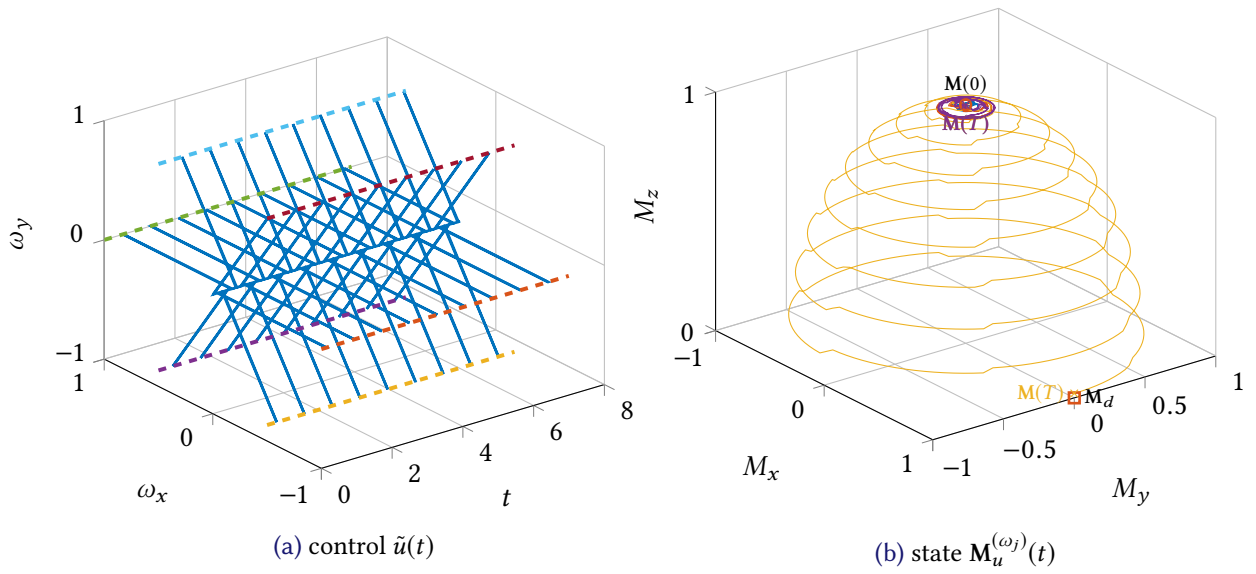 1
0
−1
ω_y
1
0
−1
ω_x
0
2
4
6
8
t
(a) control ũ(t)
1
0
M_z
−1
0
1
M_x
−1
−0.5
0
0.5
1
M_y
M(0)
M(T)
M(T)
M_d
(b) state M_u^{(ω_j)}(t)